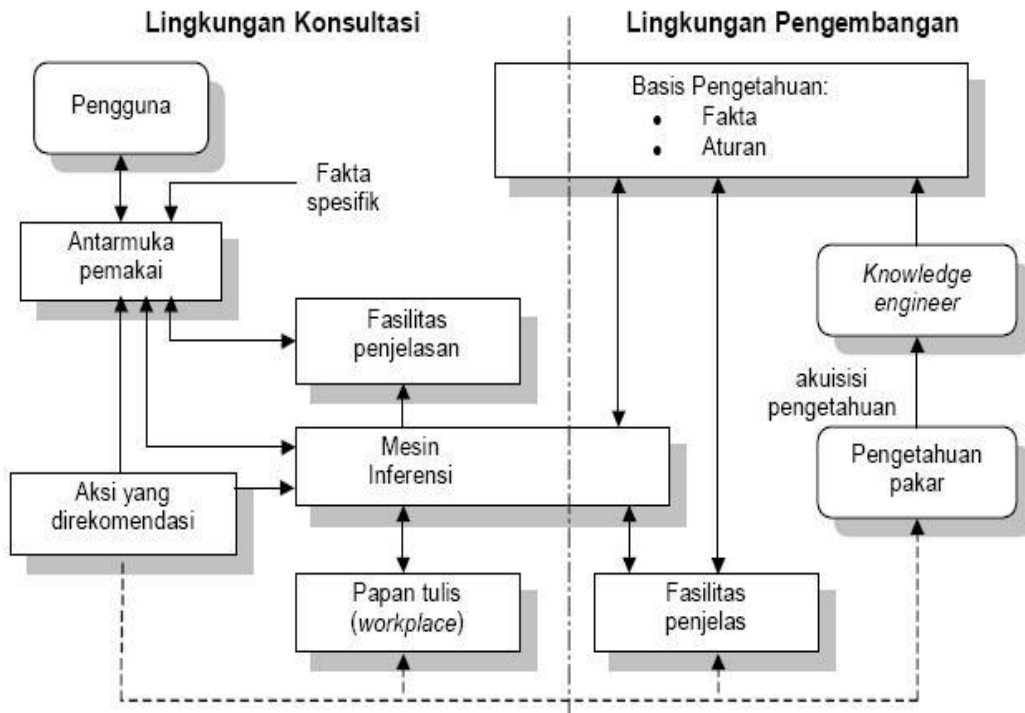 Lingkungan Konsultasi
Lingkungan Pengembangan
Pengguna
Basis Pengetahuan:
• Fakta
• Aturan
Fakta
spesifik
Antarmuka
pemakai
Knowledge
engineer
Fasilitas
penjelasan
akuisisi
pengetahuan
Mesin
Inferensi
Pengetahuan
pakar
Aksi yang
direkomendasi
Papan tulis
(workplace)
Fasilitas
penjelas